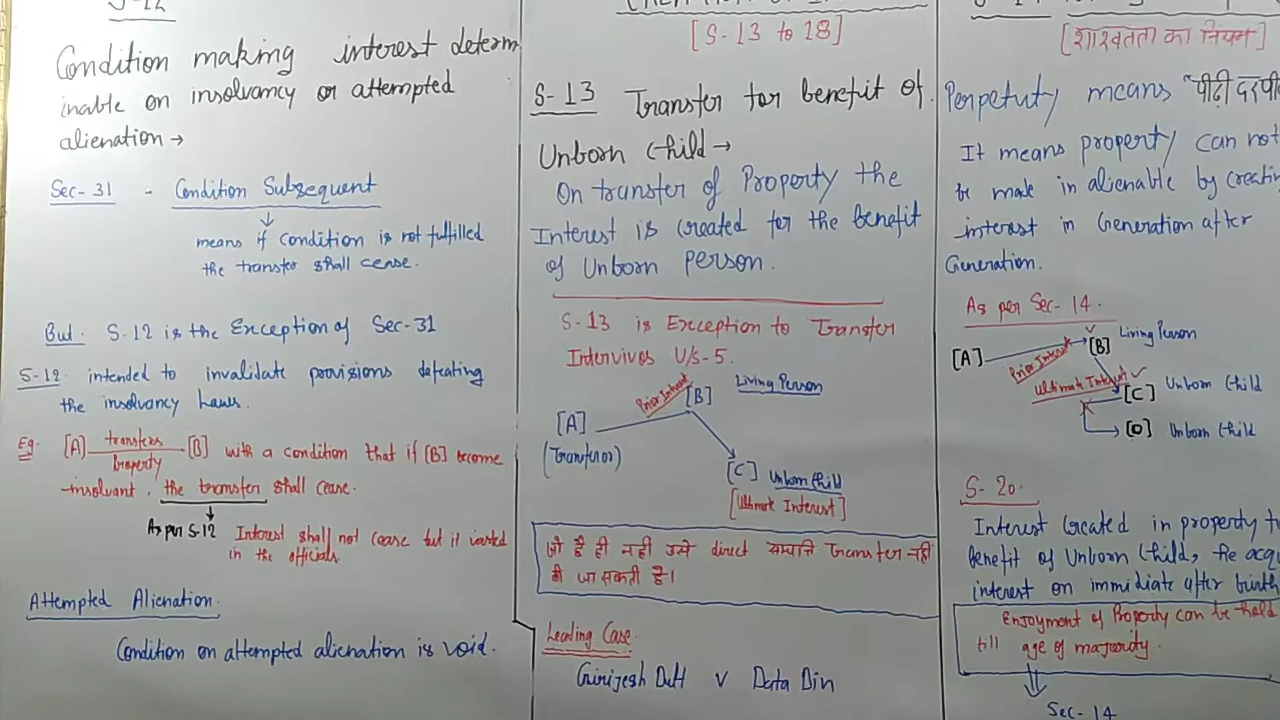 S-12
Condition making interest determ
inable on insolvancy or attempted
alienation →
Sec-31 - Condition Subsequent
means if condition is not fulfilled
the transfer shall cease.
But. S-12 is the Exception of Sec-31
S-12. intended to invalidate provisions defeating
the insolvancy Laws.
Eg. [A] transfers Property [B] with a condition that if [B] become
insolvant, the transfer shall cease.
As per S-12 Interest shall not cease but it vasted
in the officials
Attempted Alienation.
Condition on attempted alienation is void.
[S-13 to 18]
S-13 Transfer for benefit of
Unborn Child →
On transfer of Property the
Interest is created for the benefit
of Unborn person.
S-13 is Exception to Transfer
Intervives U/s-5.
[A] Prior Interest [B] Living Person
(Transferor)
[C] Unborn Child
[Ultimate Interest]
जो है ही नही उसे direct सम्पत्ति Transfer नही
की जा सकती है।
Leading Case.
Girijesh Dutt v Data Din
[शाश्वतता का नियम]
Perpetuty means "पीढ़ी दर पी
It means property can not
be made in alienable by creatin
interest in Generation after
Generation.
As per Sec-14.
[A] Prior Interest [B] Living Person
Ultimate Interest [C] Unborn Child
[D] Unborn Child
S-20.
Interest Created in property t
benefit of Unborn Child, he acq
interest on immidiate after birth
Enjoyment of Property can be hold
till age of majurity.
Sec-14